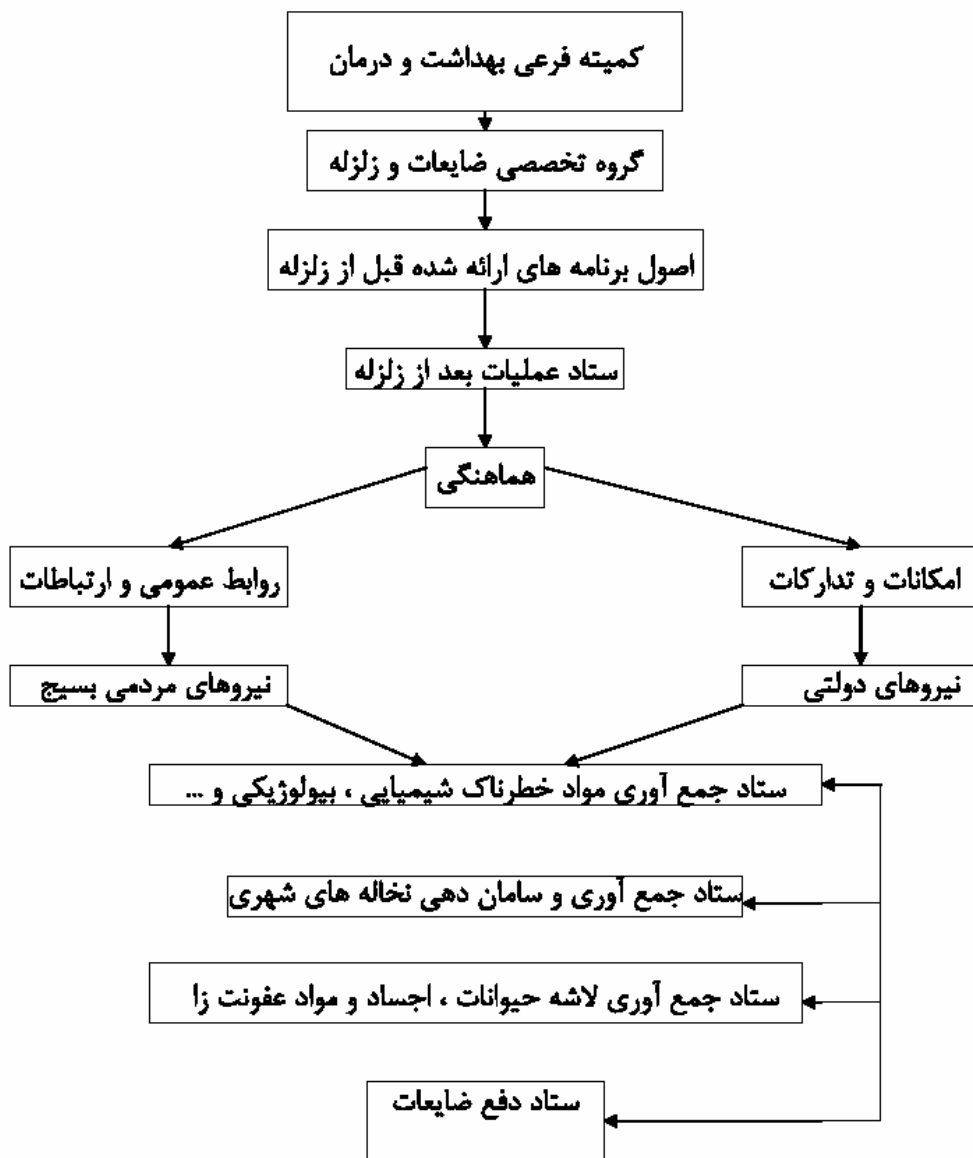 کمیته فرعی بهداشت و درمان
گروه تخصصی ضایعات و زلزله
اصول برنامه های ارائه شده قبل از زلزله
ستاد عملیات بعد از زلزله
هماهنگی
امکانات و تدارکات
روابط عمومی و ارتباطات
نیروهای دولتی
نیروهای مردمی بسیج
ستاد جمع آوری مواد خطرناک شیمیایی ، بیولوژیکی و ...
ستاد جمع آوری و سامان دهی نخاله های شهری
ستاد جمع آوری لاشه حیوانات ، اجساد و مواد عفونت زا
ستاد دفع ضایعات